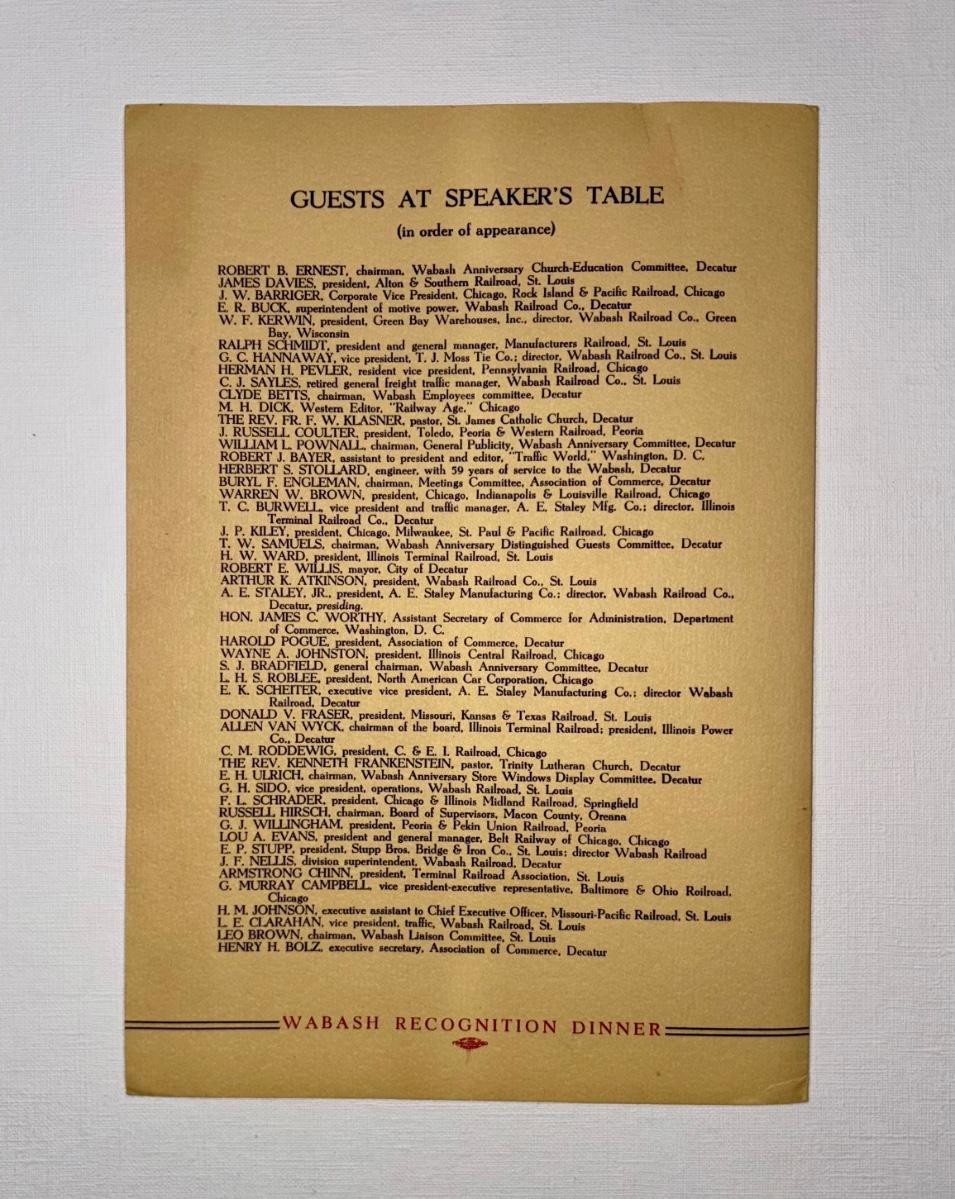 GUESTS AT SPEAKER'S TABLE
(in order of appearance)
ROBERT B. ERNEST, chairman, Wabash Anniversary Church-Education Committee, Decatur
JAMES DAVIES, president, Alton & Southern Railroad, St. Louis
J. W. BARRIGER, Corporate Vice President, Chicago, Rock Island & Pacific Railroad, Chicago
E. R. BUCK, superintendent of motive power, Wabash Railroad Co., Decatur
W. F. KERWIN, president, Green Bay Warehouses, Inc., director, Wabash Railroad Co., Green
Bay, Wisconsin
RALPH SCHMIDT, president and general manager, Manufacturers Railroad, St. Louis
G. C. HANNAWAY, vice president, T. J. Moss Tie Co.; director, Wabash Railroad Co., St. Louis
HERMAN H. PEVLER, resident vice president, Pennsylvania Railroad, Chicago
C. J. SAYLES, retired general freight traffic manager, Wabash Railroad Co., St. Louis
CLYDE BETTS, chairman, Wabash Employees committee, Decatur
M. H. DICK, Western Editor, "Railway Age," Chicago
THE REV. FR. F. W. KLASNER, pastor, St. James Catholic Church, Decatur
J. RUSSELL COULTER, president, Toledo, Peoria & Western Railroad, Peoria
WILLIAM L. POWNALL, chairman, General Publicity, Wabash Anniversary Committee, Decatur
ROBERT J. BAYER, assistant to president and editor, "Traffic World," Washington, D. C.
HERBERT S. STOLLARD, engineer, with 59 years of service to the Wabash, Decatur
BURYL F. ENGLEMAN, chairman, Meetings Committee, Association of Commerce, Decatur
WARREN W. BROWN, president, Chicago, Indianapolis & Louisville Railroad, Chicago
T. C. BURWELL, vice president and traffic manager, A. E. Staley Mfg. Co.; director, Illinois
Terminal Railroad Co., Decatur
J. P. KILEY, president, Chicago, Milwaukee, St. Paul & Pacific Railroad, Chicago
T. W. SAMUELS, chairman, Wabash Anniversary Distinguished Guests Committee, Decatur
H. W. WARD, president, Illinois Terminal Railroad, St. Louis
ROBERT E. WILLIS, mayor, City of Decatur
ARTHUR K. ATKINSON, president, Wabash Railroad Co., St. Louis
A. E. STALEY, JR., president, A. E. Staley Manufacturing Co.; director, Wabash Railroad Co.,
Decatur, presiding.
HON. JAMES C. WORTHY, Assistant Secretary of Commerce for Administration, Department
of Commerce, Washington, D. C.
HAROLD POGUE, president, Association of Commerce, Decatur
WAYNE A. JOHNSTON, president, Illinois Central Railroad, Chicago
S. J. BRADFIELD, general chairman, Wabash Anniversary Committee, Decatur
L. H. S. ROBLEE, president, North American Car Corporation, Chicago
E. K. SCHEITER, executive vice president, A. E. Staley Manufacturing Co.; director Wabash
Railroad, Decatur
DONALD V. FRASER, president, Missouri, Kansas & Texas Railroad, St. Louis
ALLEN VAN WYCK, chairman of the board, Illinois Terminal Railroad; president, Illinois Power
Co., Decatur
C. M. RODDEWIG, president, C. & E. I. Railroad, Chicago
THE REV. KENNETH FRANKENSTEIN, pastor, Trinity Lutheran Church, Decatur
E. H. ULRICH, chairman, Wabash Anniversary Store Windows Display Committee, Decatur
G. H. SIDO, vice president, operations, Wabash Railroad, St. Louis
F. L. SCHRADER, president, Chicago & Illinois Midland Railroad, Springfield
RUSSELL HIRSCH, chairman, Board of Supervisors, Macon County, Oreana
G. J. WILLINGHAM, president, Peoria & Pekin Union Railroad, Peoria
LOU A. EVANS, president and general manager, Belt Railway of Chicago, Chicago
E. P. STUPP, president, Stupp Bros. Bridge & Iron Co., St. Louis; director Wabash Railroad
J. F. NELLIS, division superintendent, Wabash Railroad, Decatur
ARMSTRONG CHINN, president, Terminal Railroad Association, St. Louis
G. MURRAY CAMPBELL, vice president-executive representative, Baltimore & Ohio Roilroad,
Chicago
H. M. JOHNSON, executive assistant to Chief Executive Officer, Missouri-Pacific Railroad, St. Louis
L. E. CLARAHAN, vice president, traffic, Wabash Railroad, St. Louis
LEO BROWN, chairman, Wabash Liaison Committee, St. Louis
HENRY H. BOLZ, executive secretary, Association of Commerce, Decatur
WABASH RECOGNITION DINNER